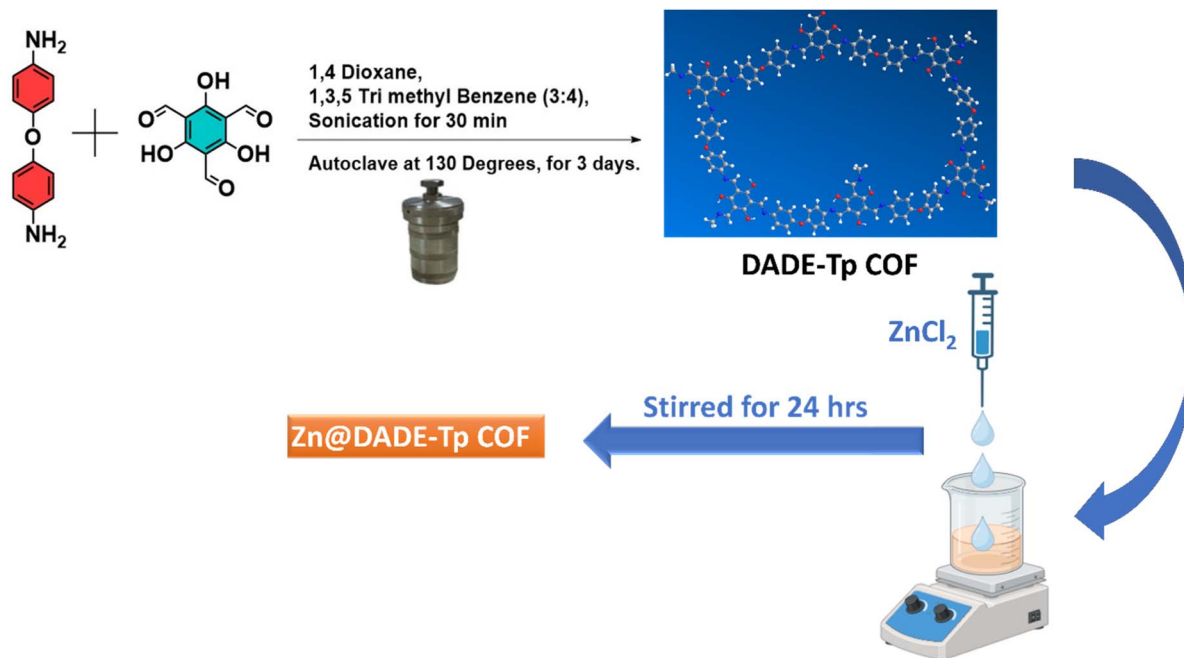 NH₂
O
NH₂
OH
O
O
HO
OH
O
1,4 Dioxane,
1,3,5 Tri methyl Benzene (3:4),
Sonication for 30 min
Autoclave at 130 Degrees, for 3 days.
DADE-Tp COF
ZnCl₂
Stirred for 24 hrs
Zn@DADE-Tp COF